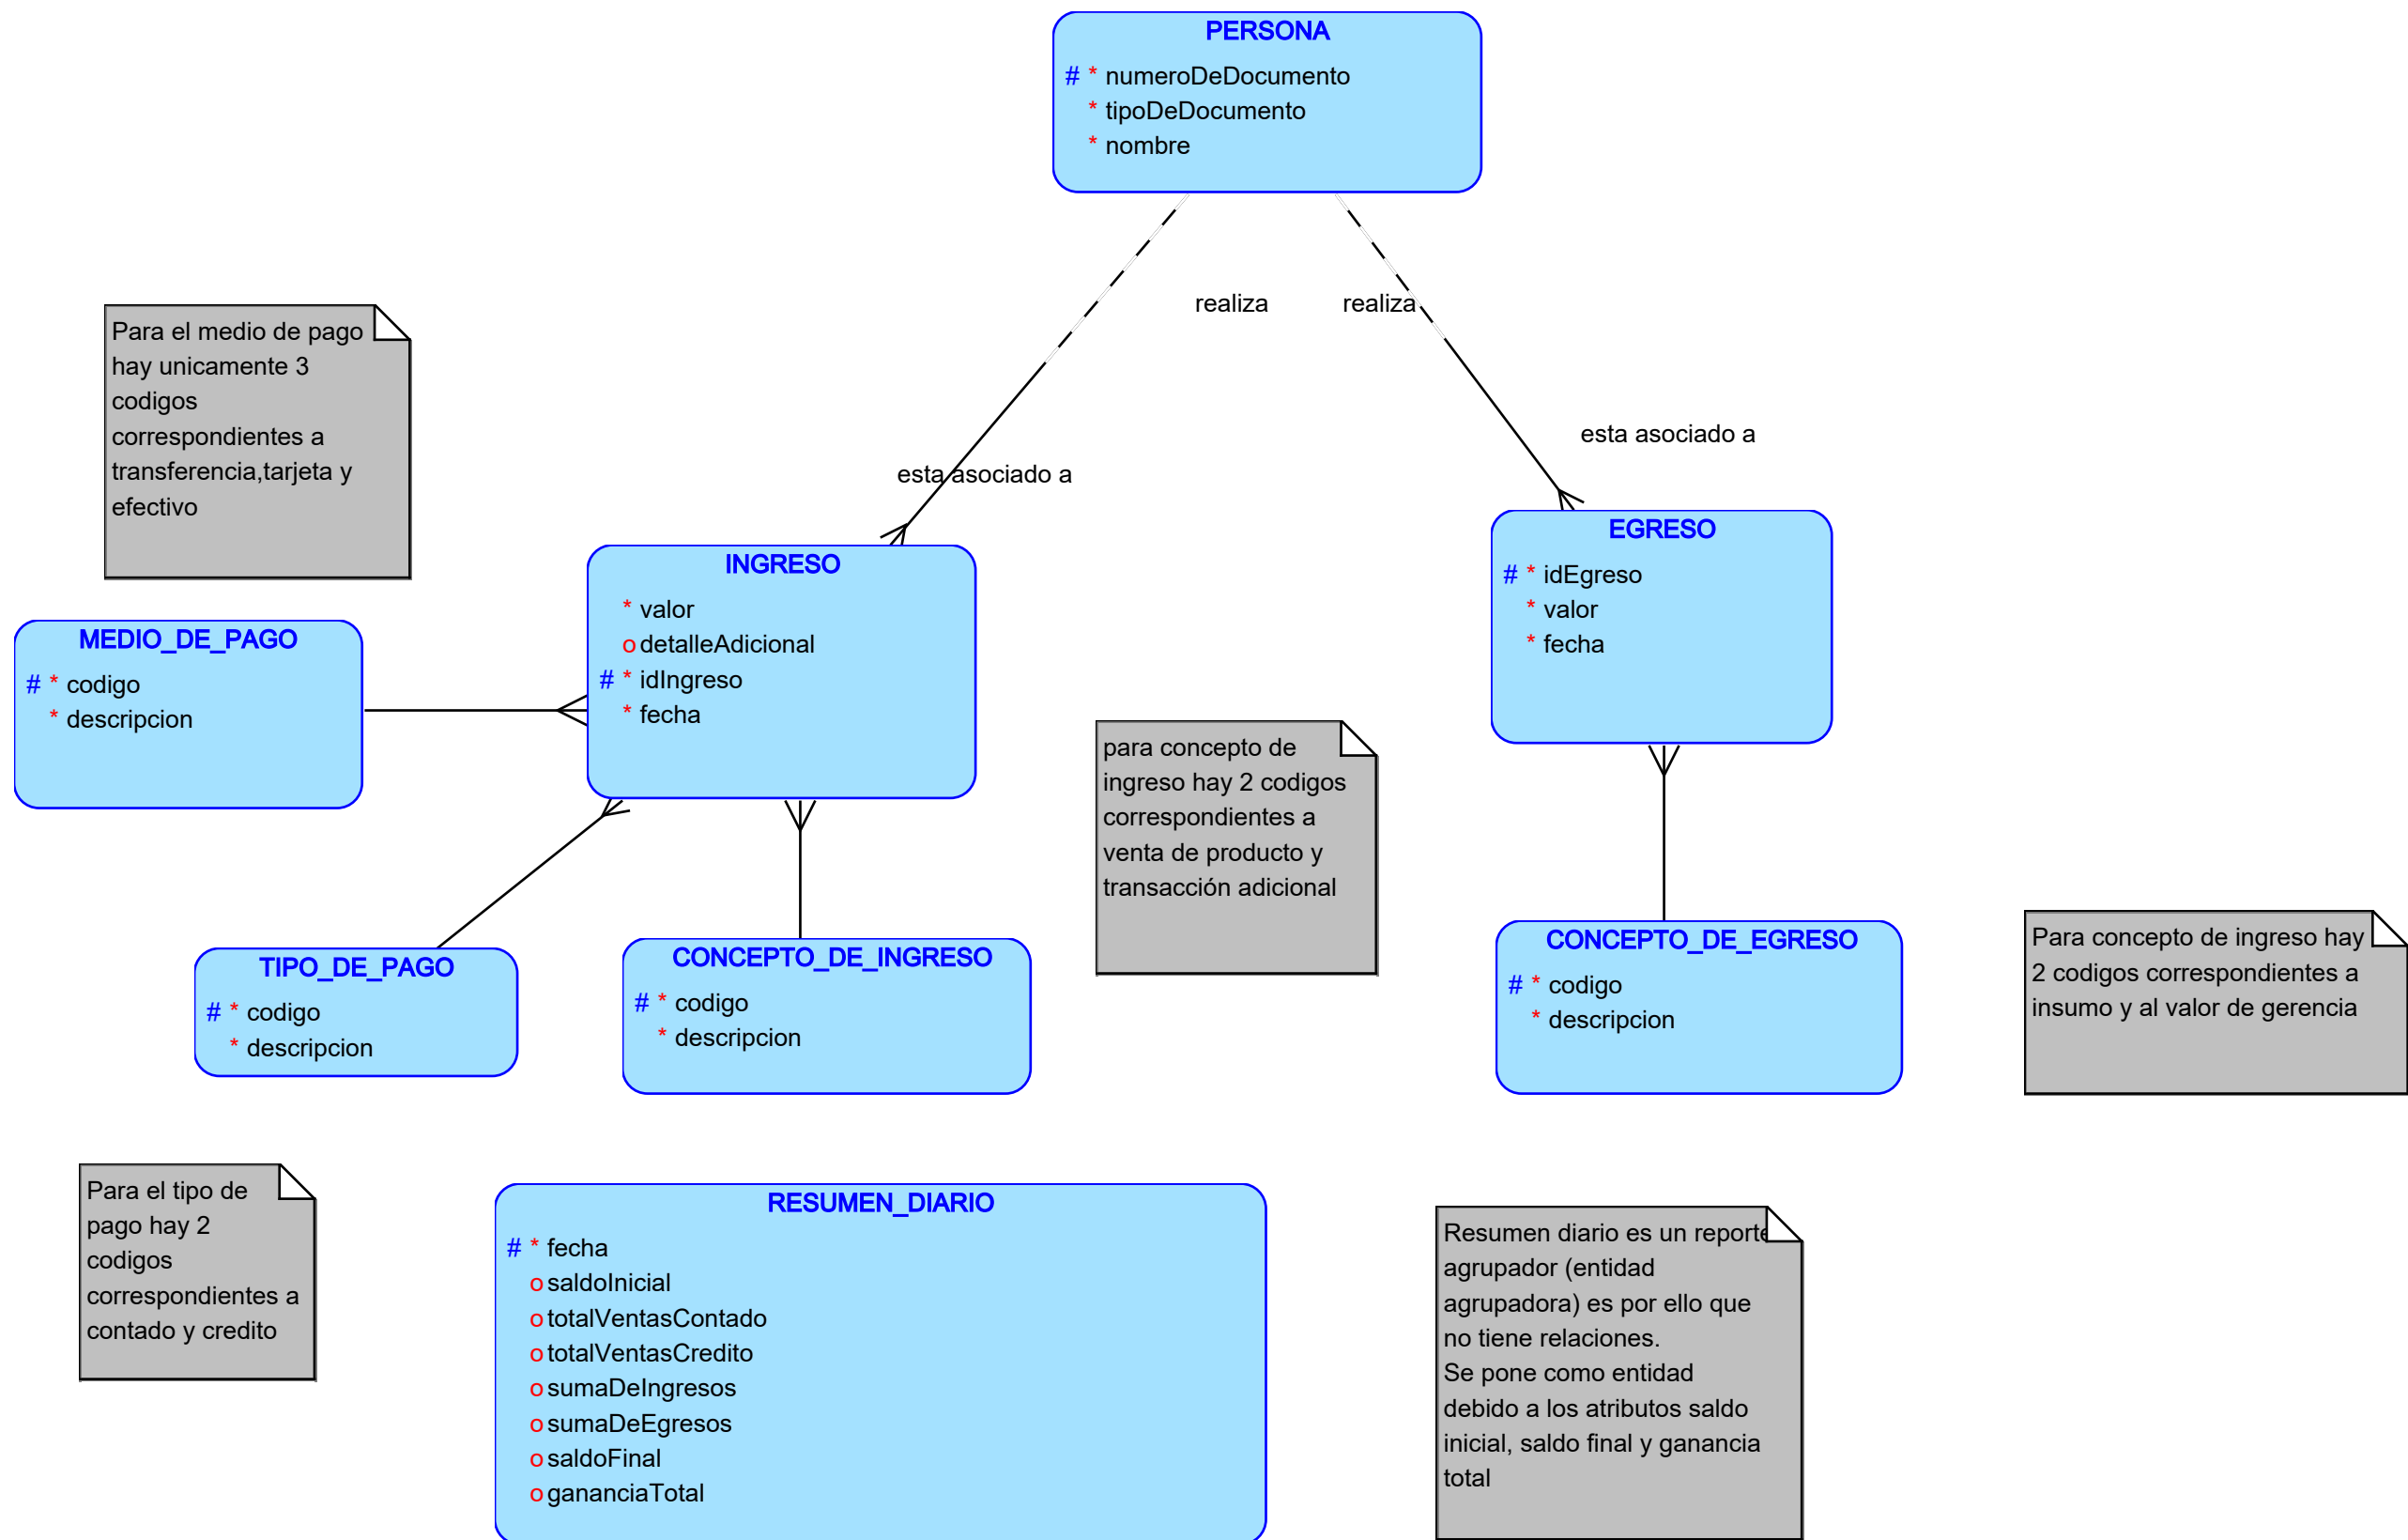 PERSONA
# * numeroDeDocumento
* tipoDeDocumento
* nombre
realiza
realiza
Para el medio de pago
hay unicamente 3
codigos
correspondientes a
transferencia,tarjeta y
efectivo
esta asociado a
esta asociado a
INGRESO
* valor
o detalleAdicional
# * idIngreso
* fecha
EGRESO
# * idEgreso
* valor
* fecha
MEDIO_DE_PAGO
# * codigo
* descripcion
para concepto de
ingreso hay 2 codigos
correspondientes a
venta de producto y
transacción adicional
TIPO_DE_PAGO
# * codigo
* descripcion
CONCEPTO_DE_INGRESO
# * codigo
* descripcion
CONCEPTO_DE_EGRESO
# * codigo
* descripcion
Para concepto de ingreso hay
2 codigos correspondientes a
insumo y al valor de gerencia
Para el tipo de
pago hay 2
codigos
correspondientes a
contado y credito
RESUMEN_DIARIO
# * fecha
o saldoInicial
o totalVentasContado
o totalVentasCredito
o sumaDeIngresos
o sumaDeEgresos
o saldoFinal
o gananciaTotal
Resumen diario es un reporte
agrupador (entidad
agrupadora) es por ello que
no tiene relaciones.
Se pone como entidad
debido a los atributos saldo
inicial, saldo final y ganancia
total